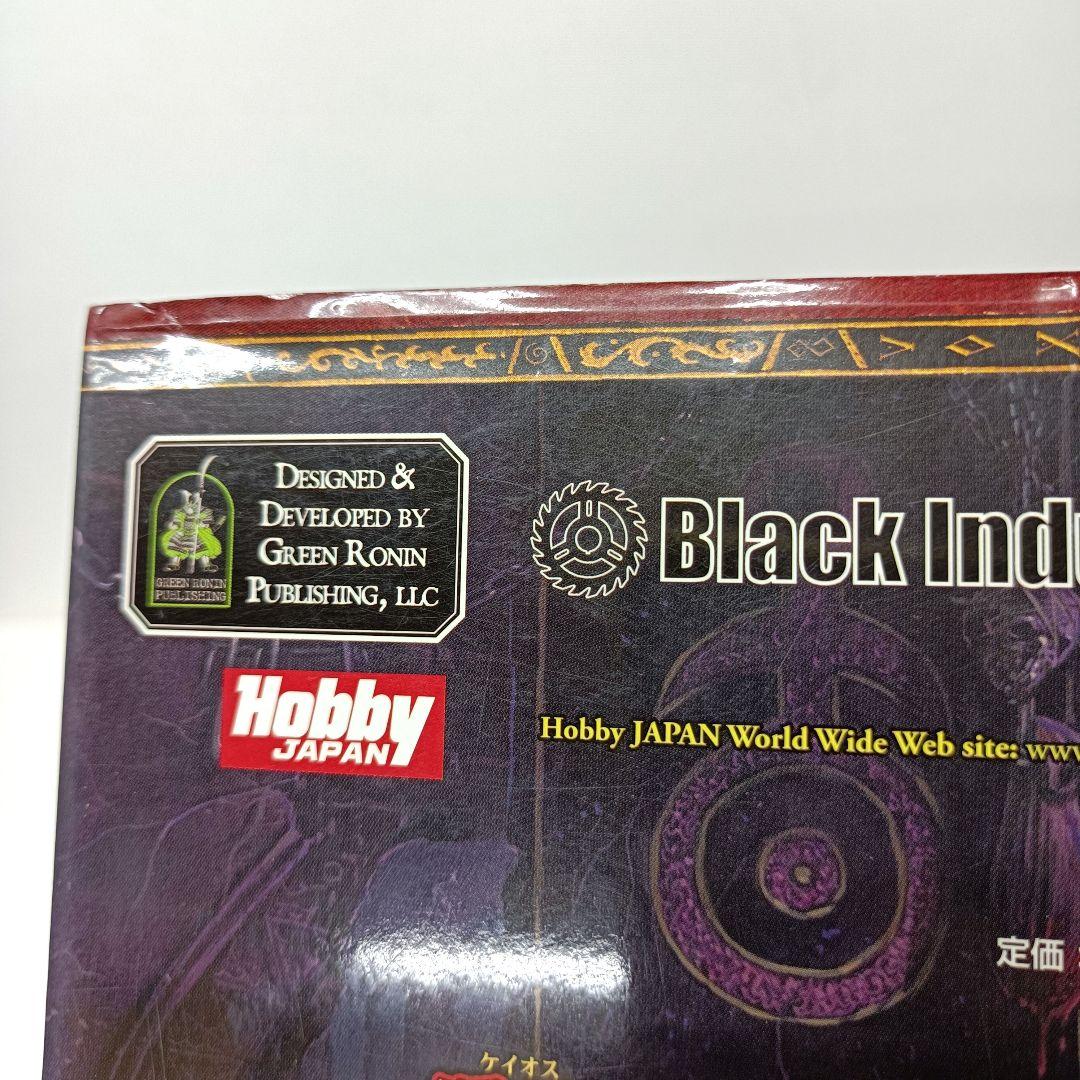 DESIGNED &
DEVELOPED BY
GREEN RONIN
PUBLISHING, LLC
GREEN RONIN
PUBLISHING
Black Indu
Hobby
JAPAN
Hobby JAPAN World Wide Web site: www
定価
ケイオス